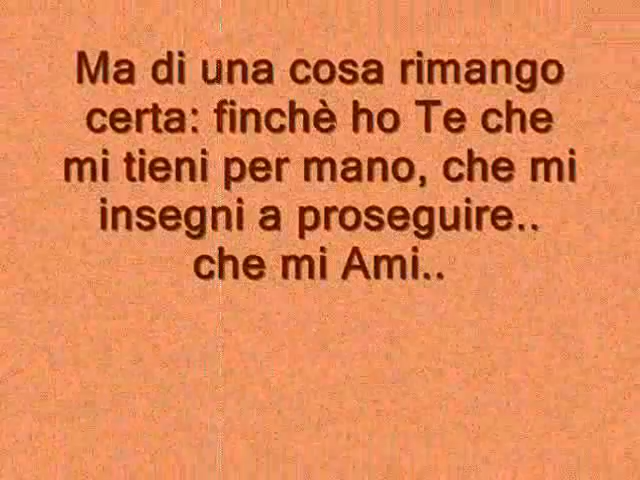 Ma di una cosa rimango
certa: finchè ho Te che
mi tieni per mano, che mi
insegni a proseguire..
che mi Ami..